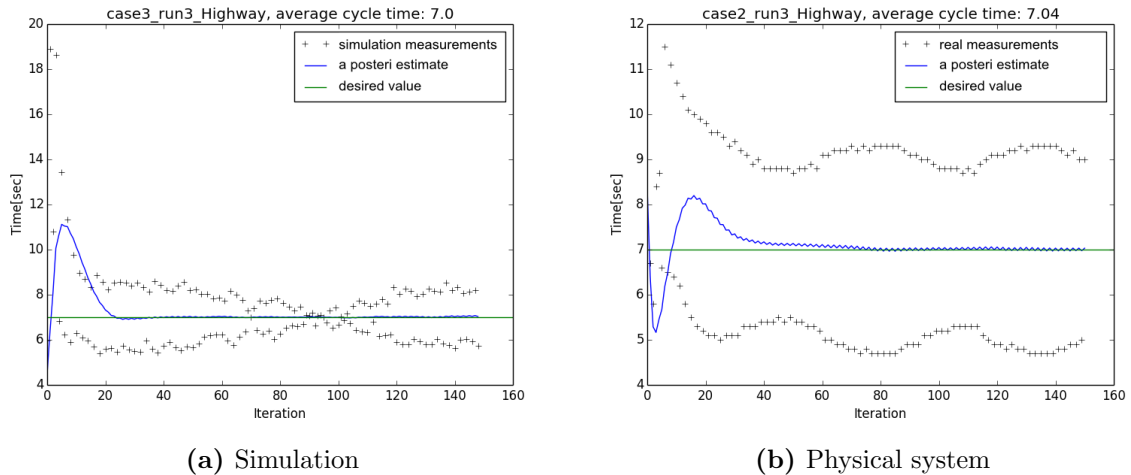 case3_run3_Highway, average cycle time: 7.0
20
18
16
14
12
10
8
6
4
Time[sec]
0 20 40 60 80 100 120 140 160
Iteration
simulation measurements
a posteri estimate
desired value
(a) Simulation
case2_run3_Highway, average cycle time: 7.04
12
11
10
9
8
7
6
5
4
Time[sec]
0 20 40 60 80 100 120 140 160
Iteration
real measurements
a posteri estimate
desired value
(b) Physical system